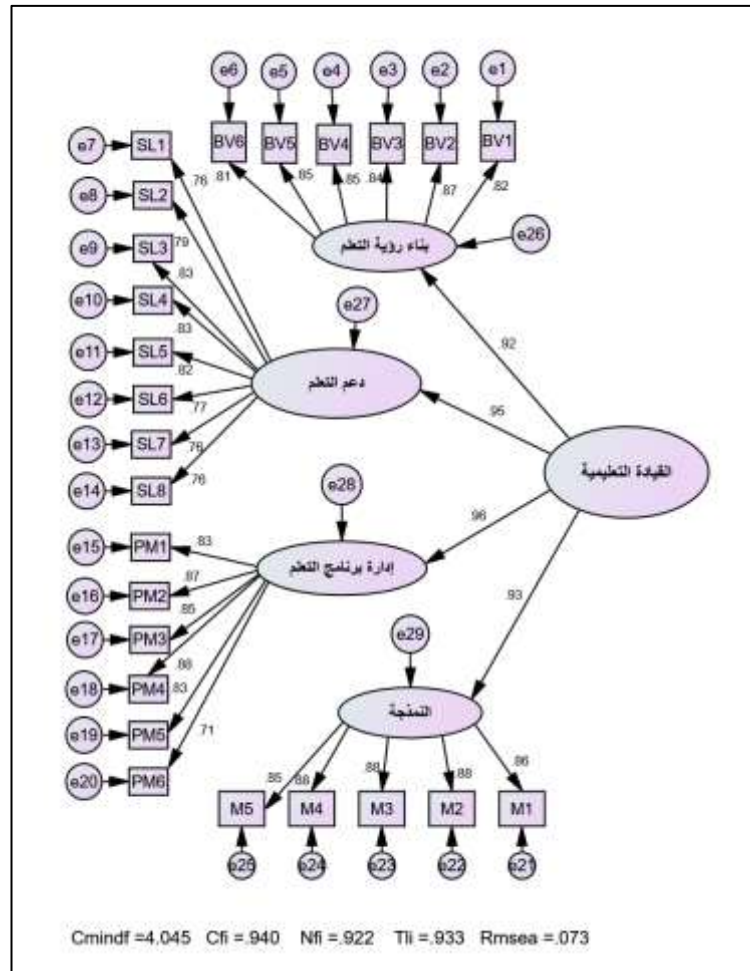 e6 e5 e4 e3 e2 e1
BV6 BV5 BV4 BV3 BV2 BV1
.81 .85 .85 .84 .87 .82
بناء رؤية التعلم
e26
e7 SL1 .76
e8 SL2 .79
e9 SL3 .83
e10 SL4 .83
e11 SL5 .82
e12 SL6 .77
e13 SL7 .76
e14 SL8 .76
e27
دعم التعلم
.92
.95
القيادة التعليمية
.96
.93
e28
إدارة برنامج التعلم
e15 PM1 .83
e16 PM2 .87
e17 PM3 .85
e18 PM4 .88
e19 PM5 .83
e20 PM6 .71
e29
النمذجة
.85 .88 .88 .88 .86
M5 M4 M3 M2 M1
e25 e24 e23 e22 e21
Cmindf =4.045 Cfi =.940 Nfi =.922 Tli =.933 Rmsea =.073